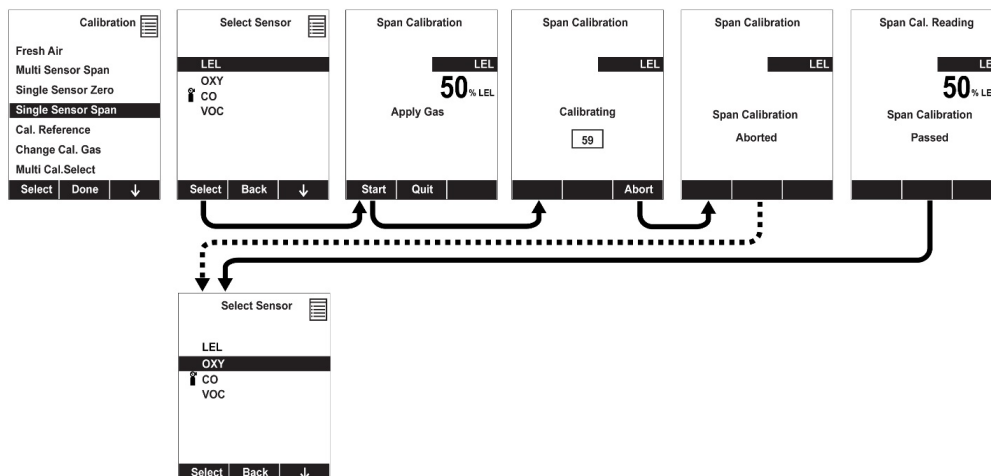 Calibration
Fresh Air
Multi Sensor Span
Single Sensor Zero
Single Sensor Span
Cal. Reference
Change Cal. Gas
Multi Cal.Select
Select Done ↓
Select Sensor
LEL
OXY
CO
VOC
Select Back ↓
Span Calibration
LEL
50 % LEL
Apply Gas
Start Quit
Span Calibration
LEL
Calibrating
59
Abort
Span Calibration
LEL
Span Calibration
Aborted
Span Cal. Reading
LE
50 % LE
Span Calibration
Passed
Select Sensor
LEL
OXY
CO
VOC
Select Back ↓